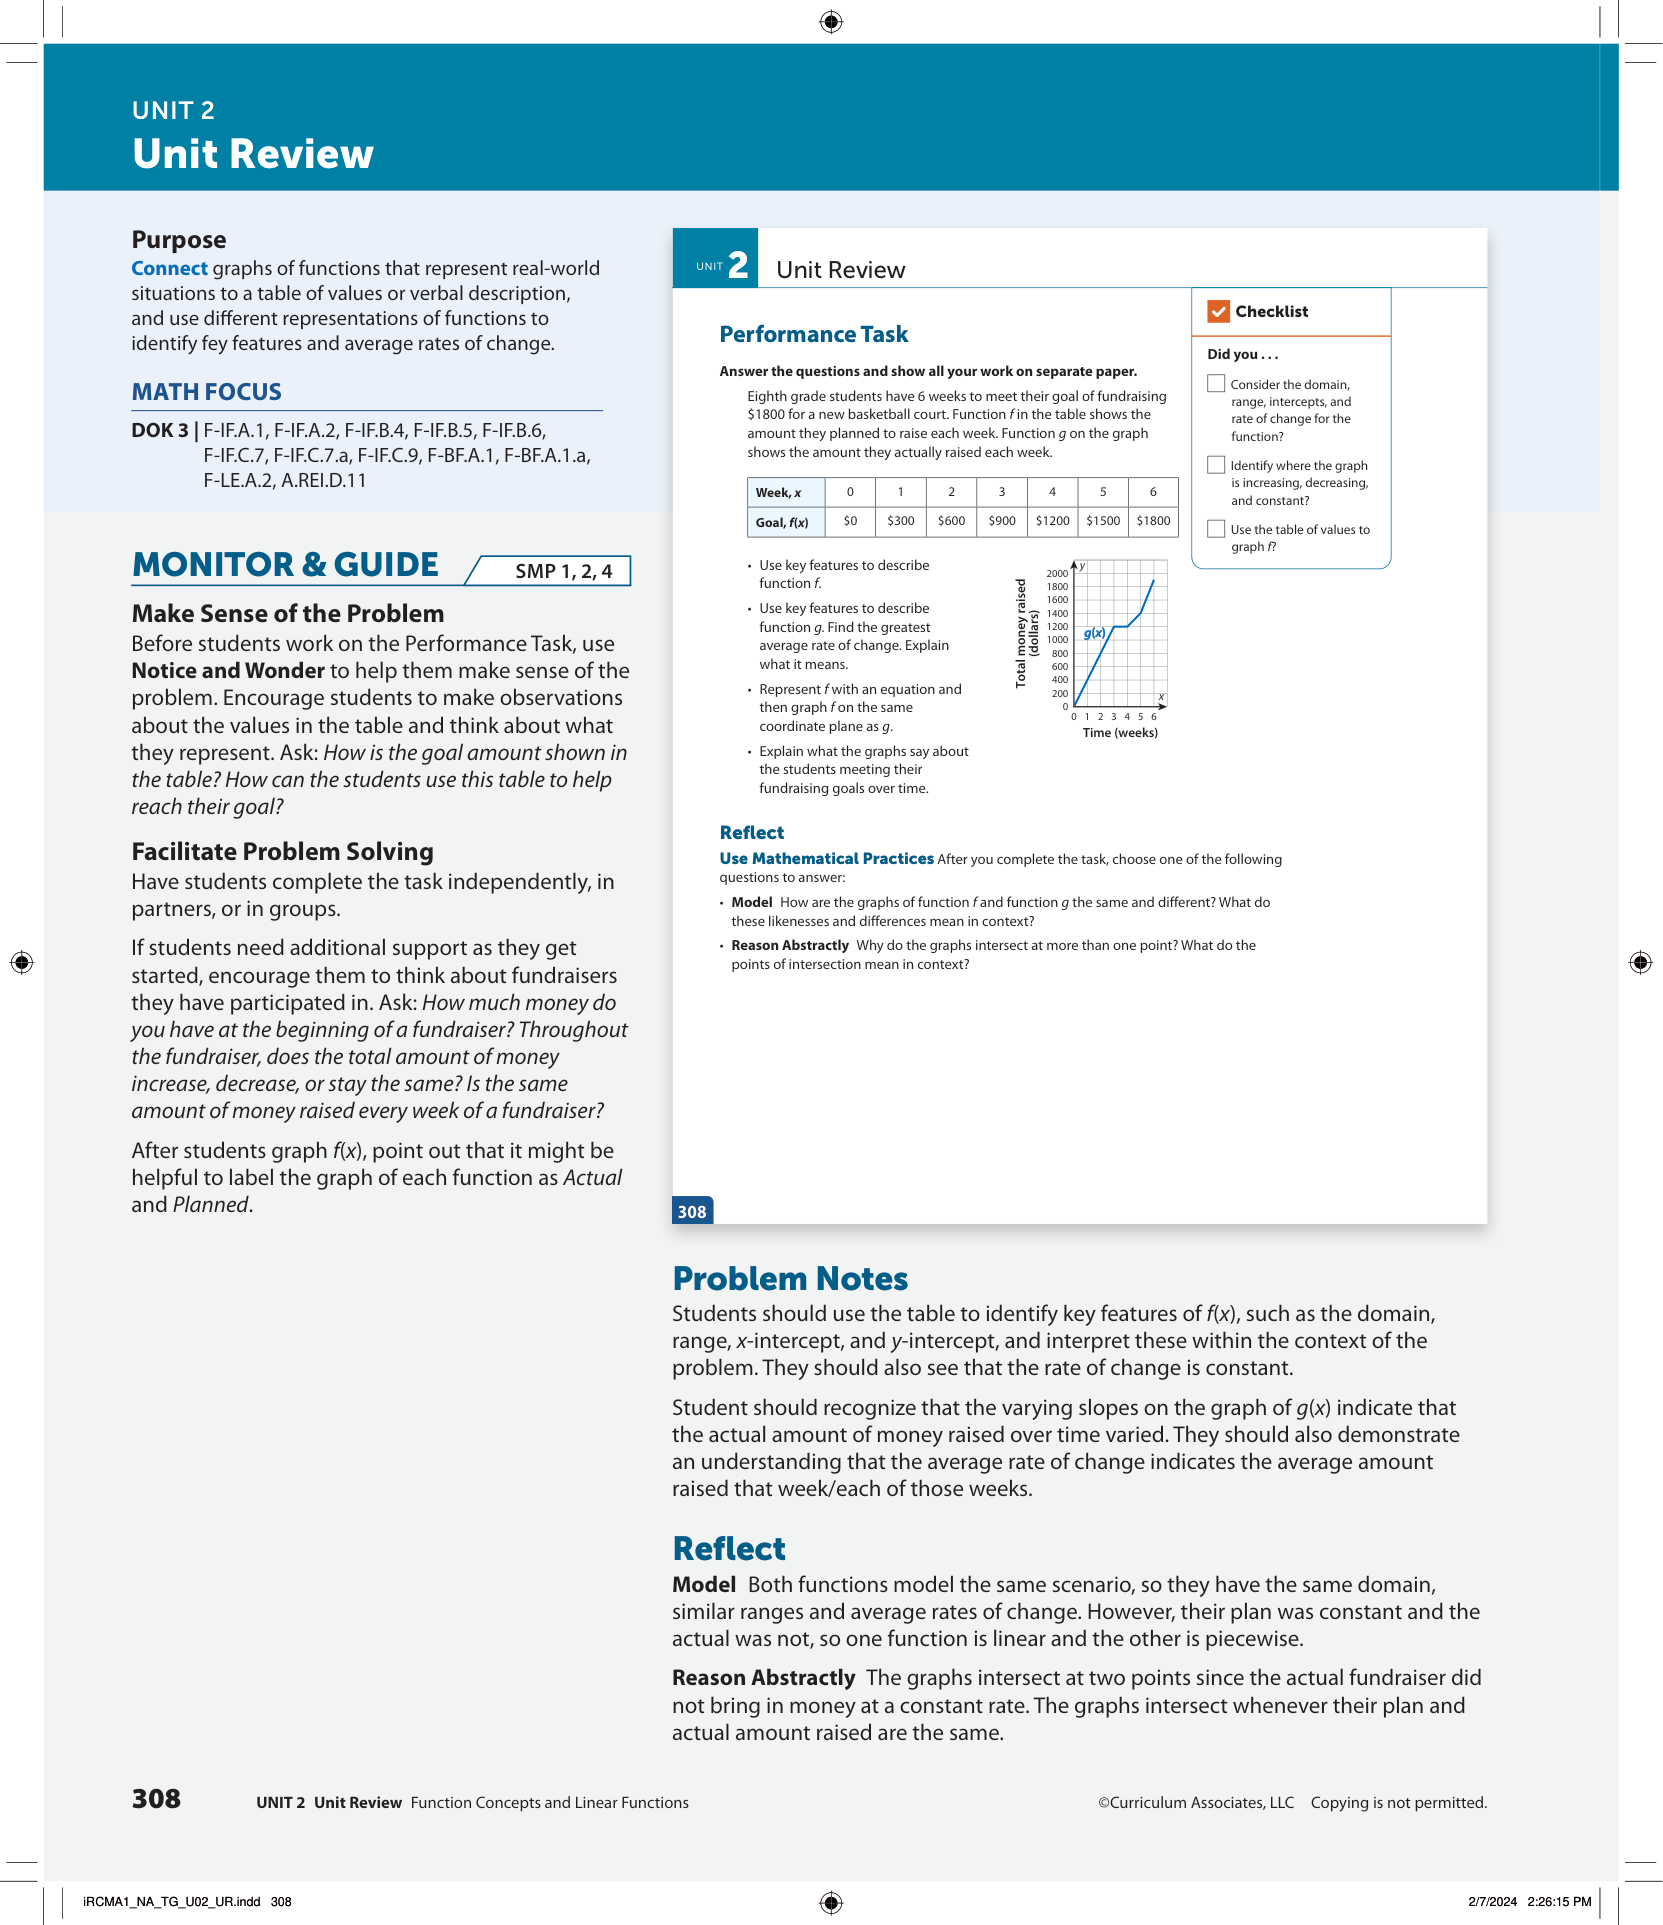 UNIT 2
Unit Review
Purpose
Connect graphs of functions that represent real-world
situations to a table of values or verbal description,
and use different representations of functions to
identify fey features and average rates of change.
MATH FOCUS
DOK 3 | F-IF.A.1, F-IF.A.2, F-IF.B.4, F-IF.B.5, F-IF.B.6,
F-IF.C.7, F-IF.C.7.a, F-IF.C.9, F-BF.A.1, F-BF.A.1.a,
F-LE.A.2, A.REI.D.11
MONITOR & GUIDE
SMP 1, 2, 4
Make Sense of the Problem
Before students work on the Performance Task, use
Notice and Wonder to help them make sense of the
problem. Encourage students to make observations
about the values in the table and think about what
they represent. Ask: How is the goal amount shown in
the table? How can the students use this table to help
reach their goal?
Facilitate Problem Solving
Have students complete the task independently, in
partners, or in groups.
If students need additional support as they get
started, encourage them to think about fundraisers
they have participated in. Ask: How much money do
you have at the beginning of a fundraiser? Throughout
the fundraiser, does the total amount of money
increase, decrease, or stay the same? Is the same
amount of money raised every week of a fundraiser?
After students graph f(x), point out that it might be
helpful to label the graph of each function as Actual
and Planned.
UNIT 2 Unit Review
Performance Task
Answer the questions and show all your work on separate paper.
Eighth grade students have 6 weeks to meet their goal of fundraising
$1800 for a new basketball court. Function f in the table shows the
amount they planned to raise each week. Function g on the graph
shows the amount they actually raised each week.
Week, x 0 1 2 3 4 5 6
Goal, f(x) $0 $300 $600 $900 $1200 $1500 $1800
• Use key features to describe
function f.
• Use key features to describe
function g. Find the greatest
average rate of change. Explain
what it means.
• Represent f with an equation and
then graph f on the same
coordinate plane as g.
• Explain what the graphs say about
the students meeting their
fundraising goals over time.
Total money raised
(dollars)
y
2000
1800
1600
1400
1200
1000
800
600
400
200
0
g(x)
x
0 1 2 3 4 5 6
Time (weeks)
Checklist
Did you . . .
Consider the domain,
range, intercepts, and
rate of change for the
function?
Identify where the graph
is increasing, decreasing,
and constant?
Use the table of values to
graph f?
Reflect
Use Mathematical Practices After you complete the task, choose one of the following
questions to answer:
• Model How are the graphs of function f and function g the same and different? What do
these likenesses and differences mean in context?
• Reason Abstractly Why do the graphs intersect at more than one point? What do the
points of intersection mean in context?
308
Problem Notes
Students should use the table to identify key features of f(x), such as the domain,
range, x-intercept, and y-intercept, and interpret these within the context of the
problem. They should also see that the rate of change is constant.
Student should recognize that the varying slopes on the graph of g(x) indicate that
the actual amount of money raised over time varied. They should also demonstrate
an understanding that the average rate of change indicates the average amount
raised that week/each of those weeks.
Reflect
Model Both functions model the same scenario, so they have the same domain,
similar ranges and average rates of change. However, their plan was constant and the
actual was not, so one function is linear and the other is piecewise.
Reason Abstractly The graphs intersect at two points since the actual fundraiser did
not bring in money at a constant rate. The graphs intersect whenever their plan and
actual amount raised are the same.
308 UNIT 2 Unit Review Function Concepts and Linear Functions
©Curriculum Associates, LLC Copying is not permitted.
iRCMA1_NA_TG_U02_UR.indd 308
2/7/2024 2:26:15 PM